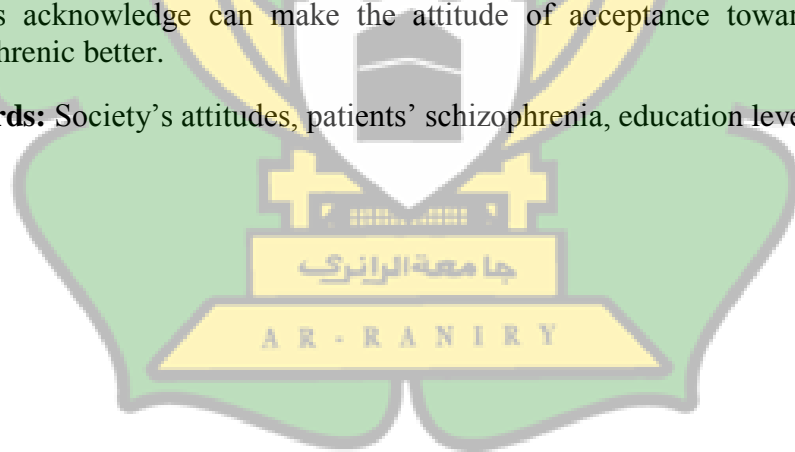 s acknowledge can make the attitude of acceptance towar
hrenic better.
rds: Society's attitudes, patients' schizophrenia, education leve
جامعة الرانري
AR-RANIRY